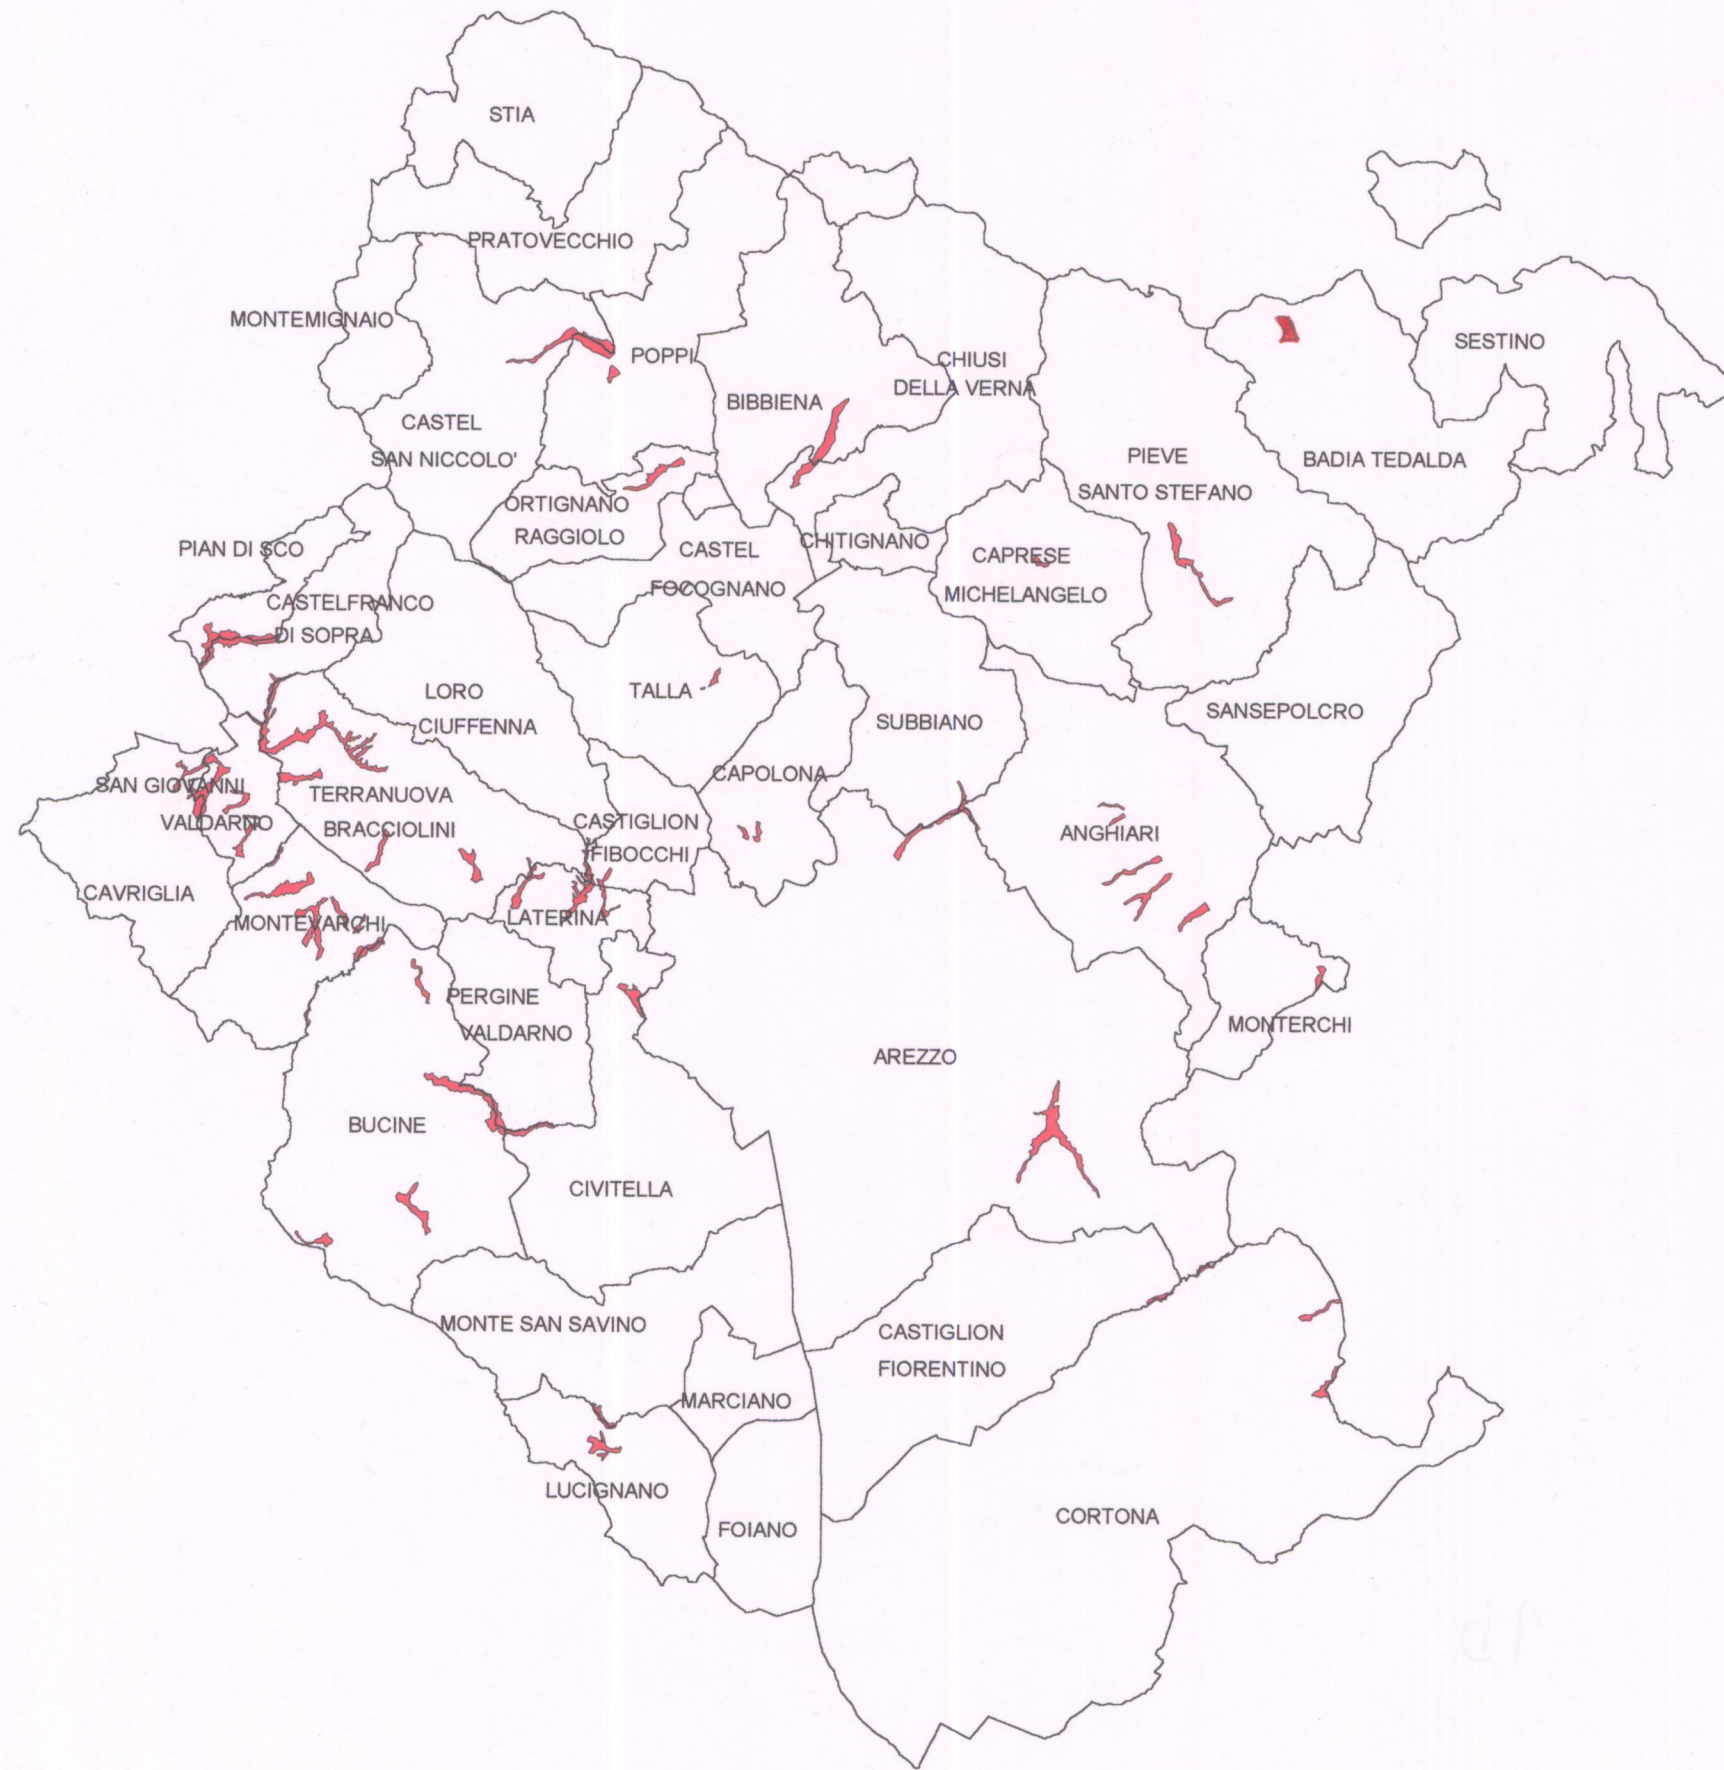 STIA
PRATOVECCHIO
MONTEMIGNAIO
SESTINO
POPPI
CHIUSI
DELLA VERNA
BIBBIENA
CASTEL
SAN NICCOLO'
PIEVE
SANTO STEFANO
BADIA TEDALDA
ORTIGNANO
RAGGIOLO
PIAN DI SCO
CASTEL
FOCOGNANO
CHITIGNANO
CAPRESE
MICHELANGELO
CASTELFRANCO
DI SOPRA
LORO
CIUFFENNA
TALLA
SUBBIANO
SANSEPOLCRO
CAPOLONA
SAN GIOVANNI
VALDARNO
TERRANUOVA
BRACCIOLINI
CASTIGLION
FIBOCCHI
ANGHIARI
CAVRIGLIA
MONTEVARCHI
LATERINA
PERGINE
VALDARNO
MONTERCHI
AREZZO
BUCINE
CIVITELLA
MONTE SAN SAVINO
CASTIGLION
FIORENTINO
MARCIANO
LUCIGNANO
FOIANO
CORTONA